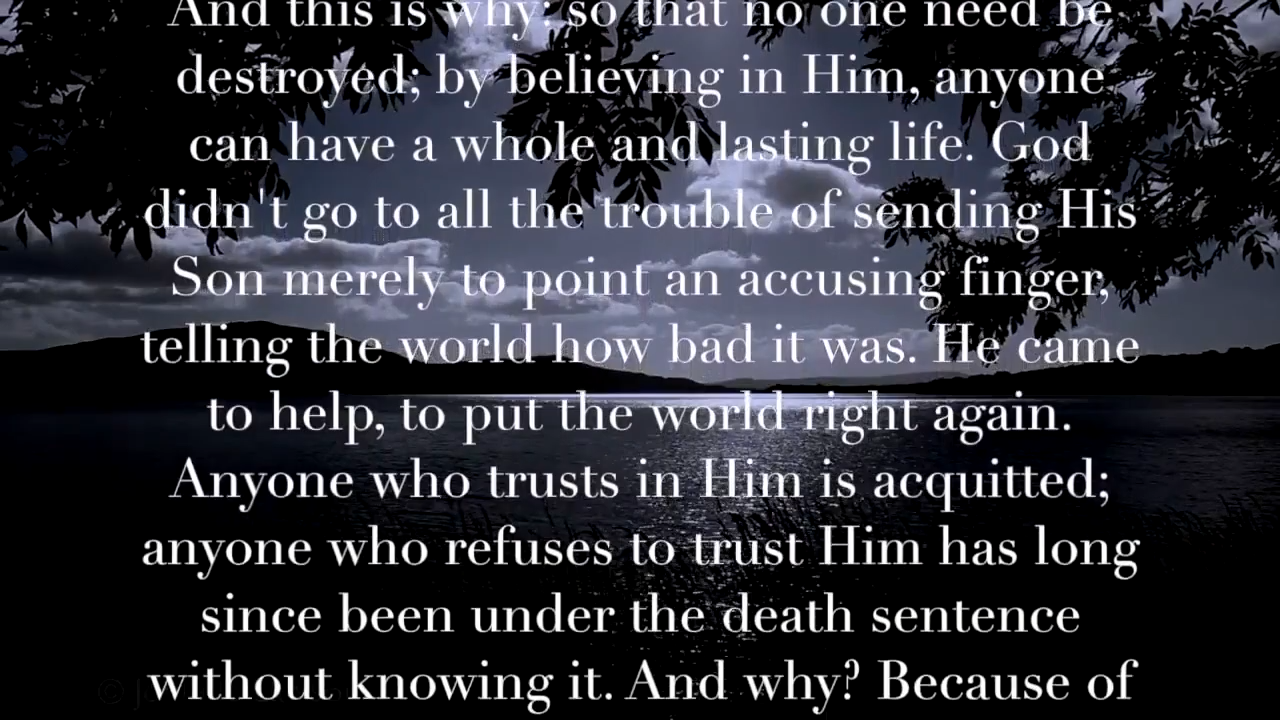 And this is why: so that no one need be
destroyed; by believing in Him, anyone
can have a whole and lasting life. God
didn't go to all the trouble of sending His
Son merely to point an accusing finger,
telling the world how bad it was. He came
to help, to put the world right again.
Anyone who trusts in Him is acquitted;
anyone who refuses to trust Him has long
since been under the death sentence
without knowing it. And why? Because of